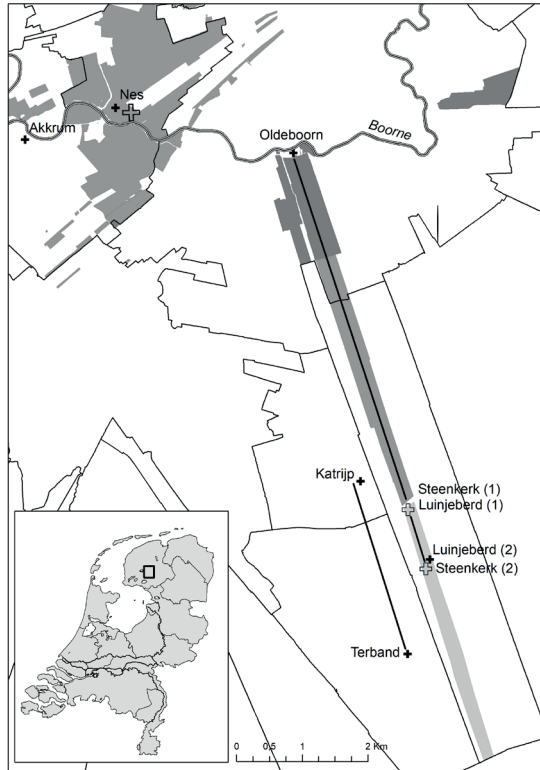 Nes
Akkrum
Oldeboorn
Boorne
Katrijp
Steenkerk (1)
Luinjeberd (1)
Luinjeberd (2)
Steenkerk (2)
Terband
0 0,5 1 2 Km